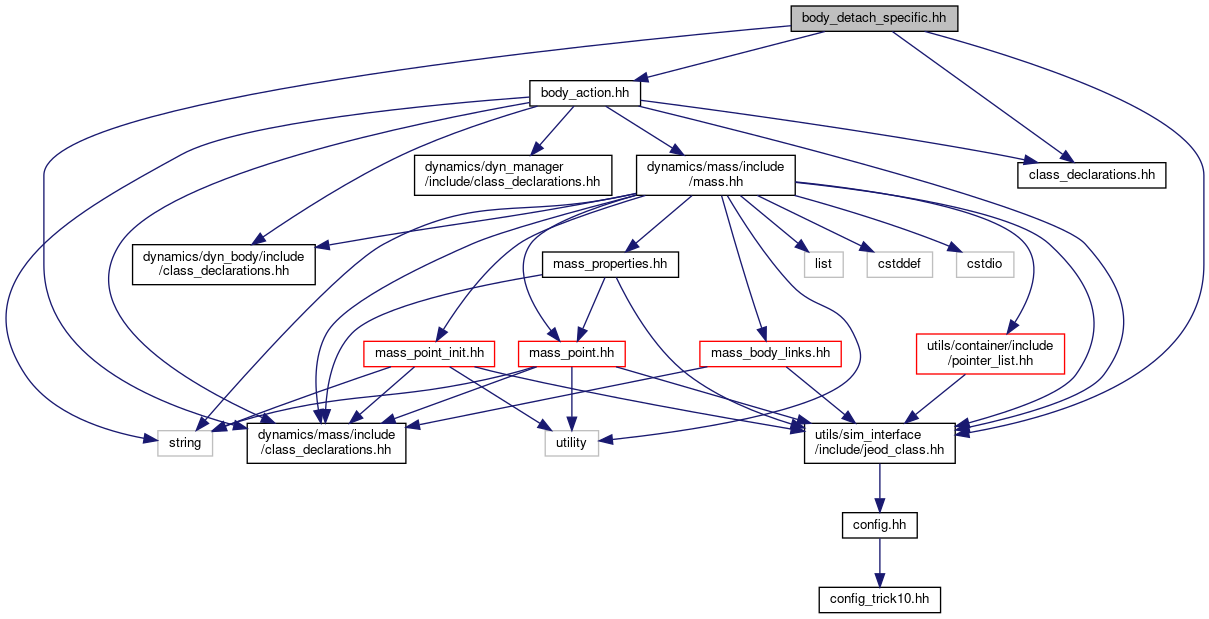 body_detach_specific.hh
body_action.hh
dynamics/dyn_manager
/include/class_declarations.hh
dynamics/mass/include
/mass.hh
class_declarations.hh
dynamics/dyn_body/include
/class_declarations.hh
mass_properties.hh
list
cstddef
cstdio
mass_point_init.hh
mass_point.hh
mass_body_links.hh
utils/container/include
/pointer_list.hh
string
dynamics/mass/include
/class_declarations.hh
utility
utils/sim_interface
/include/jeod_class.hh
config.hh
config_trick10.hh